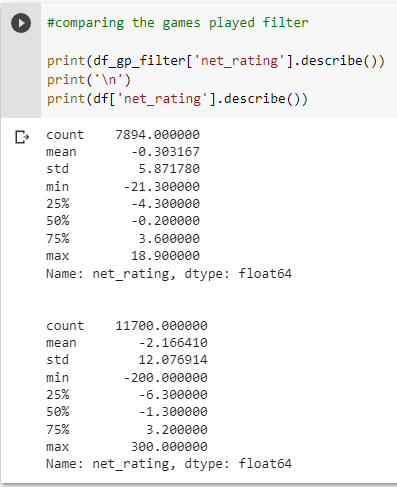 #comparing the games played filter
print(df_gp_filter['net_rating'].describe())
print('\n')
print(df['net_rating'].describe())
count    7894.000000
mean       -0.303167
std         5.871780
min       -21.300000
25%        -4.300000
50%        -0.200000
75%         3.600000
max        18.900000
Name: net_rating, dtype: float64
count    11700.000000
mean        -2.166410
std         12.076914
min       -200.000000
25%         -6.300000
50%         -1.300000
75%          3.200000
max        300.000000
Name: net_rating, dtype: float64